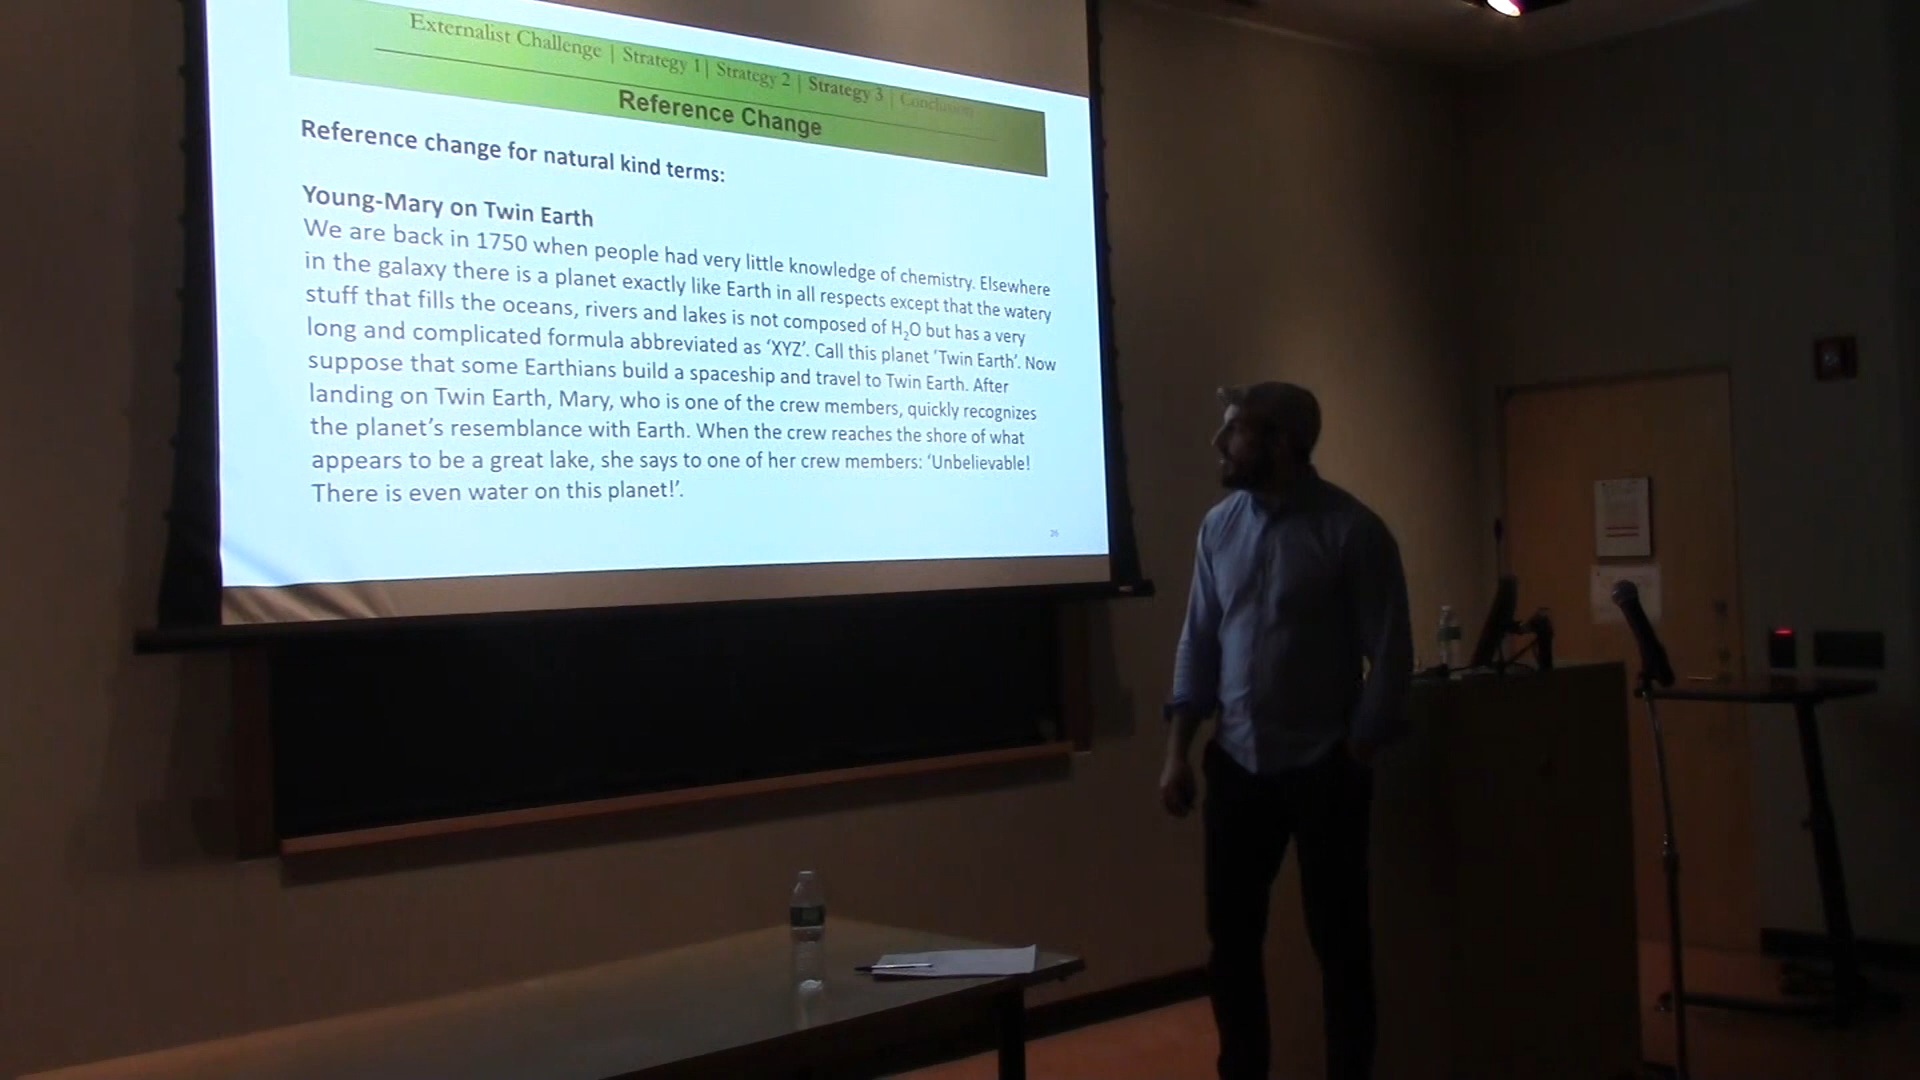 Externalist Challenge | Strategy 1| Strategy 2 | Strategy 3 | Conclusion
Reference Change
Reference change for natural kind terms:
Young-Mary on Twin Earth
We are back in 1750 when people had very little knowledge of chemistry. Elsewhere
in the galaxy there is a planet exactly like Earth in all respects except that the watery
stuff that fills the oceans, rivers and lakes is not composed of H₂O but has a very
long and complicated formula abbreviated as ‘XYZ’. Call this planet ‘Twin Earth’. Now
suppose that some Earthians build a spaceship and travel to Twin Earth. After
landing on Twin Earth, Mary, who is one of the crew members, quickly recognizes
the planet’s resemblance with Earth. When the crew reaches the shore of what
appears to be a great lake, she says to one of her crew members: ‘Unbelievable!
There is even water on this planet!’.
26